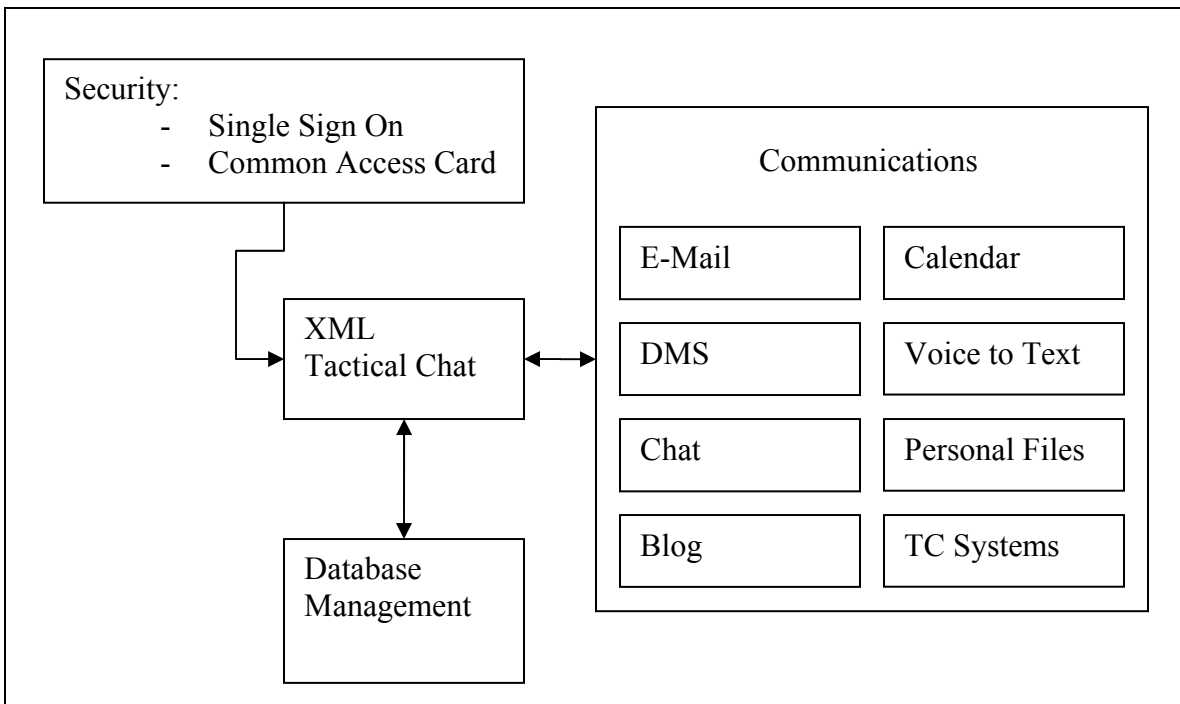 Security:
- Single Sign On
- Common Access Card
Communications
E-Mail
Calendar
DMS
Voice to Text
Chat
Personal Files
Blog
TC Systems
XML
Tactical Chat
Database
Management